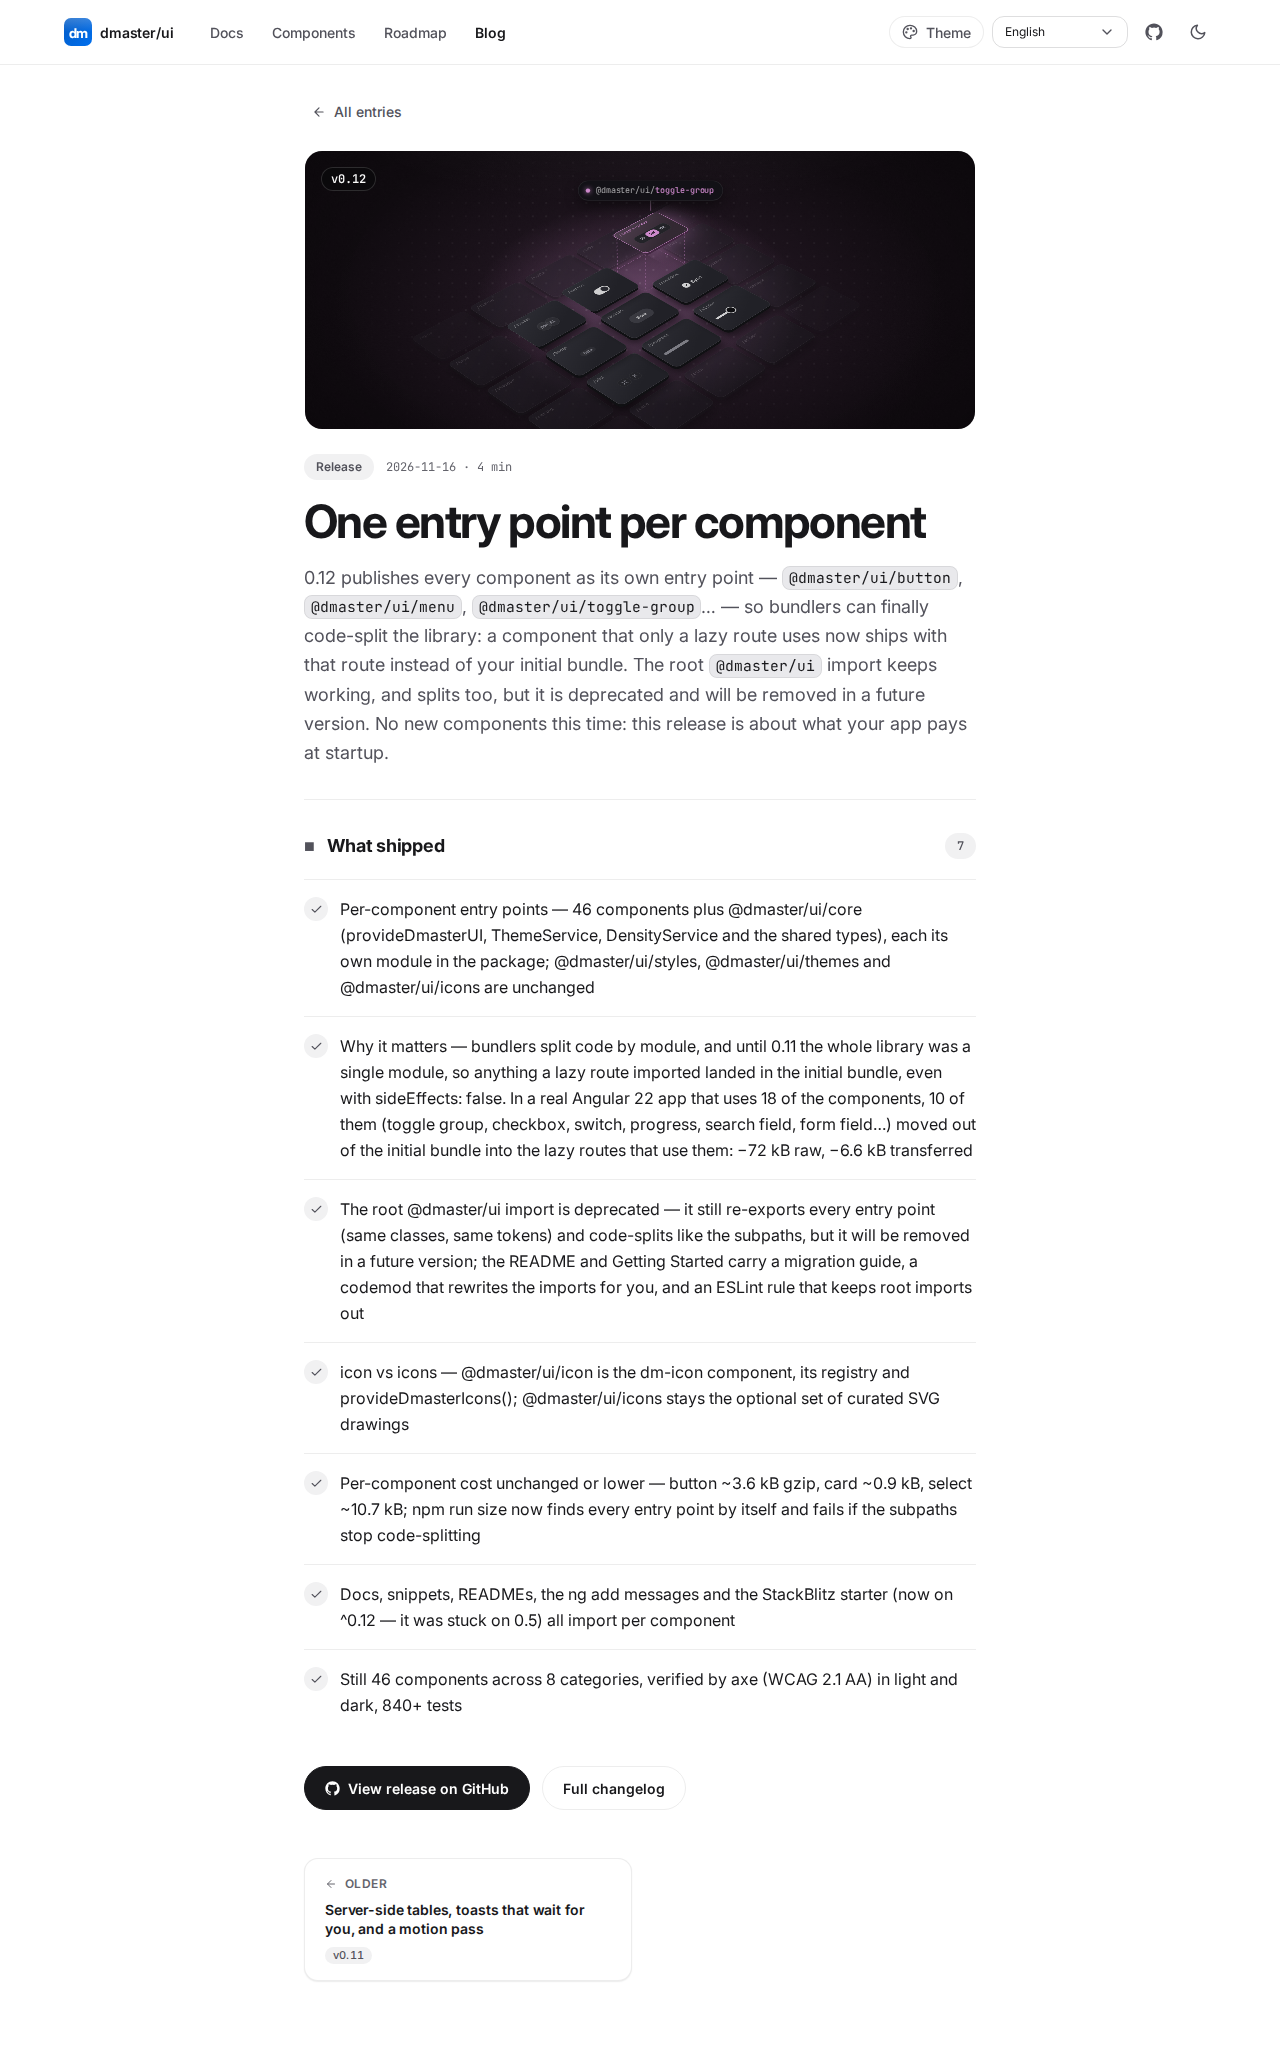 dm dmaster/ui Docs Components Roadmap Blog Theme English
All entries
v0.12
@dmaster/ui/toggle-group
Release 2026-11-16 · 4 min
One entry point per component
0.12 publishes every component as its own entry point — @dmaster/ui/button,
@dmaster/ui/menu, @dmaster/ui/toggle-group… — so bundlers can finally
code-split the library: a component that only a lazy route uses now ships with
that route instead of your initial bundle. The root @dmaster/ui import keeps
working, and splits too, but it is deprecated and will be removed in a future
version. No new components this time: this release is about what your app pays
at startup.
What shipped 7
Per-component entry points — 46 components plus @dmaster/ui/core
(provideDmasterUI, ThemeService, DensityService and the shared types), each its
own module in the package; @dmaster/ui/styles, @dmaster/ui/themes and
@dmaster/ui/icons are unchanged
Why it matters — bundlers split code by module, and until 0.11 the whole library was a
single module, so anything a lazy route imported landed in the initial bundle, even
with sideEffects: false. In a real Angular 22 app that uses 18 of the components, 10 of
them (toggle group, checkbox, switch, progress, search field, form field…) moved out
of the initial bundle into the lazy routes that use them: −72 kB raw, −6.6 kB transferred
The root @dmaster/ui import is deprecated — it still re-exports every entry point
(same classes, same tokens) and code-splits like the subpaths, but it will be removed
in a future version; the README and Getting Started carry a migration guide, a
codemod that rewrites the imports for you, and an ESLint rule that keeps root imports
out
icon vs icons — @dmaster/ui/icon is the dm-icon component, its registry and
provideDmasterIcons(); @dmaster/ui/icons stays the optional set of curated SVG
drawings
Per-component cost unchanged or lower — button ~3.6 kB gzip, card ~0.9 kB, select
~10.7 kB; npm run size now finds every entry point by itself and fails if the subpaths
stop code-splitting
Docs, snippets, READMEs, the ng add messages and the StackBlitz starter (now on
^0.12 — it was stuck on 0.5) all import per component
Still 46 components across 8 categories, verified by axe (WCAG 2.1 AA) in light and
dark, 840+ tests
View release on GitHub Full changelog
OLDER
Server-side tables, toasts that wait for
you, and a motion pass
v0.11